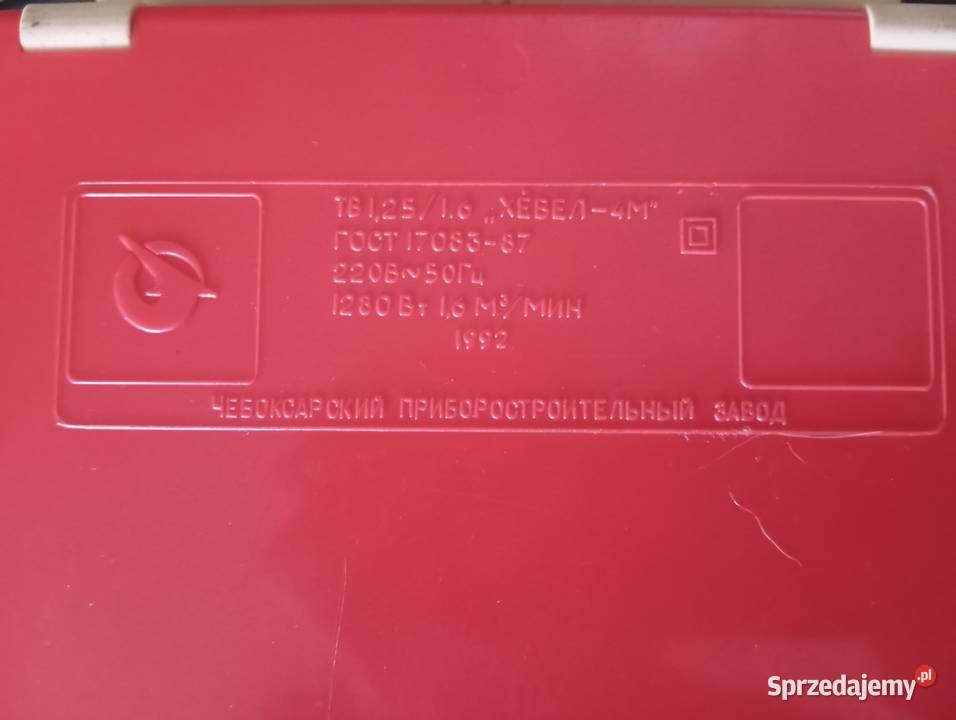 ТВ 1,25/1.6 „ХЁВЕЛ-4М"
ГОСТ 17083-87
220В~50Гц
1280 Вт 1,6 М³/МИН
1992
ЧЕБОКСАРСКИЙ ПРИБОРОСТРОИТЕЛЬНЫЙ ЗАВОД
Sprzedajemy.pl